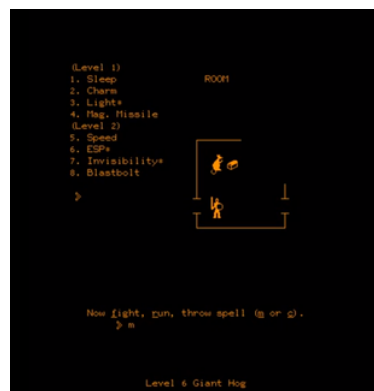 (Level 1)
1. Sleep
ROOM
2. Charm
3. Light*
4. Mag. Missile
(Level 2)
5. Speed
6. ESP*
7. Invisibility*
8. Blastbolt
>
Now fight, run, throw spell (m or c).
> m
Level 6 Giant Hog